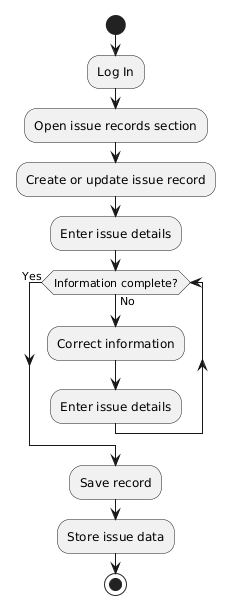 Log In
Open issue records section
Create or update issue record
Enter issue details
Yes
Information complete?
No
Correct information
Enter issue details
Save record
Store issue data